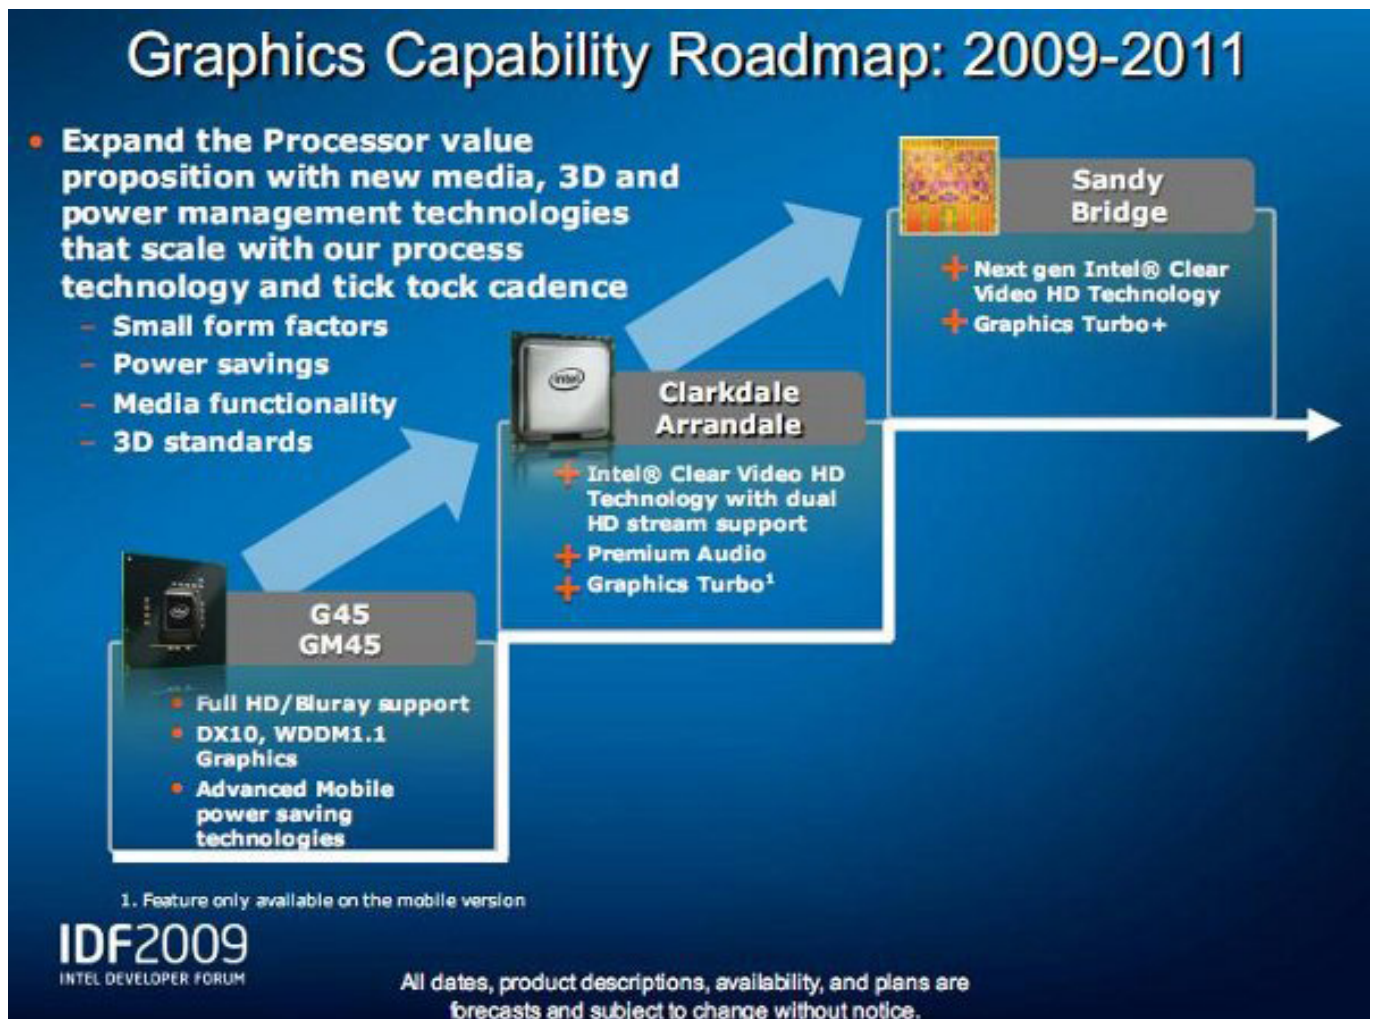 Graphics Capability Roadmap: 2009-2011
• Expand the Processor value
proposition with new media, 3D and
power management technologies
that scale with our process
technology and tick tock cadence
– Small form factors
– Power savings
– Media functionality
– 3D standards
Sandy
Bridge
+ Next gen Intel® Clear
Video HD Technology
+ Graphics Turbo+
intel
Clarkdale
Arrandale
+ Intel® Clear Video HD
Technology with dual
HD stream support
+ Premium Audio
+ Graphics Turbo¹
intel
G45
GM45
• Full HD/Bluray support
• DX10, WDDM1.1
Graphics
• Advanced Mobile
power saving
technologies
1. Feature only available on the mobile version
IDF2009
INTEL DEVELOPER FORUM
All dates, product descriptions, availability, and plans are
forecasts and subject to change without notice.